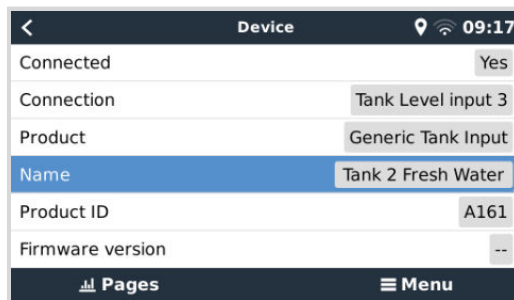 Device 09:17
Connected Yes
Connection Tank Level input 3
Product Generic Tank Input
Name Tank 2 Fresh Water
Product ID A161
Firmware version --
Pages Menu